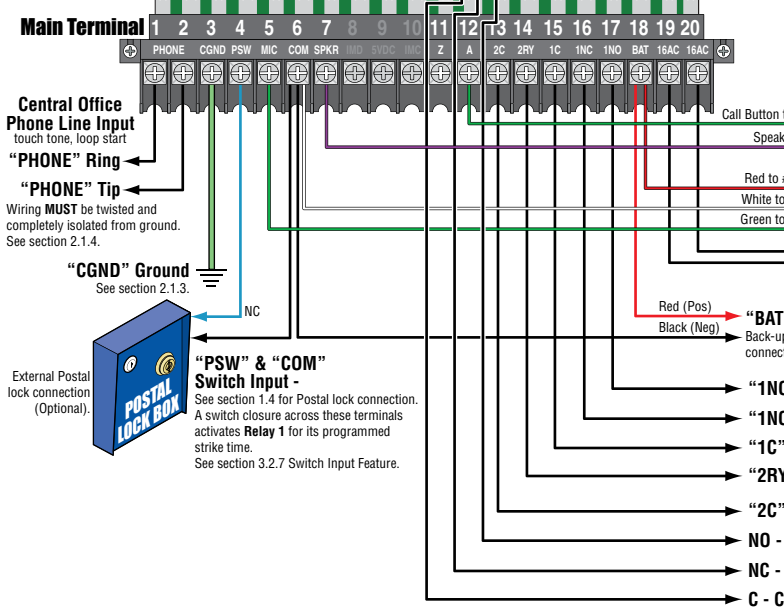 Main Terminal 1 2 3 4 5 6 7 8 9 10 11 12 13 14 15 16 17 18 19 20
PHONE CGND PSW MIC COM SPKR IMD 5VDC IMC Z A 2C 2RY 1C 1NC 1NO BAT 16AC 16AC
Central Office
Phone Line Input
touch tone, loop start
“PHONE” Ring
“PHONE” Tip
Wiring MUST be twisted and
completely isolated from ground.
See section 2.1.4.
“CGND” Ground
See section 2.1.3.
NC
External Postal
lock connection
(Optional).
POSTAL
LOCK BOX
“PSW” & “COM”
Switch Input -
See section 1.4 for Postal lock connection.
A switch closure across these terminals
activates Relay 1 for its programmed
strike time.
See section 3.2.7 Switch Input Feature.
Call Button
Speak
Red to
White to
Green to
Red (Pos)
Black (Neg)
“BAT
Back-up
connect
“1NO
“1NC
“1C”
“2RY
“2C”
NO -
NC -
C - C